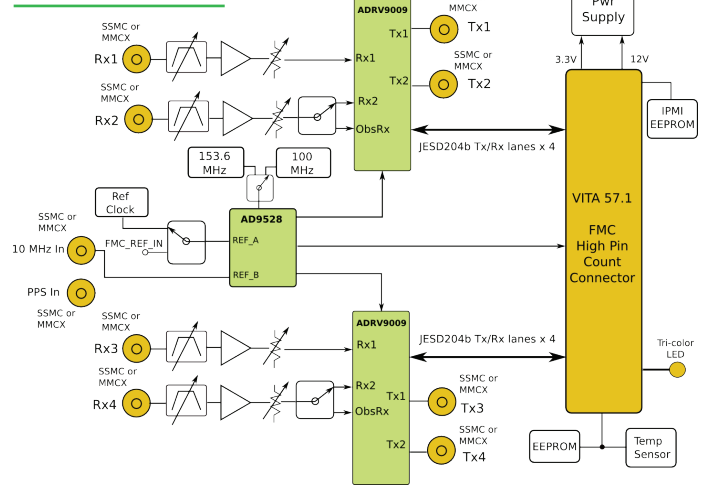 SSMC or
MMCX
Rx1
SSMC or
MMCX
Rx2
ADRV9009
Tx1
Rx1
Tx2
Rx2
ObsRx
MMCX
Tx1
SSMC or
MMCX
Tx2
JESD204b Tx/Rx lanes x 4
Pwr
Supply
3.3V
12V
IPMI
EEPROM
153.6
MHz
100
MHz
Ref
Clock
AD9528
REF_A
REF_B
FMC_REF_IN
SSMC or
MMCX
10 MHz In
PPS In
SSMC or
MMCX
VITA 57.1
FMC
High Pin
Count
Connector
SSMC or
MMCX
Rx3
SSMC or
MMCX
Rx4
ADRV9009
Rx1
Rx2
Tx1
ObsRx
Tx2
JESD204b Tx/Rx lanes x 4
SSMC or
MMCX
Tx3
SSMC or
MMCX
Tx4
Tri-color
LED
EEPROM
Temp
Sensor